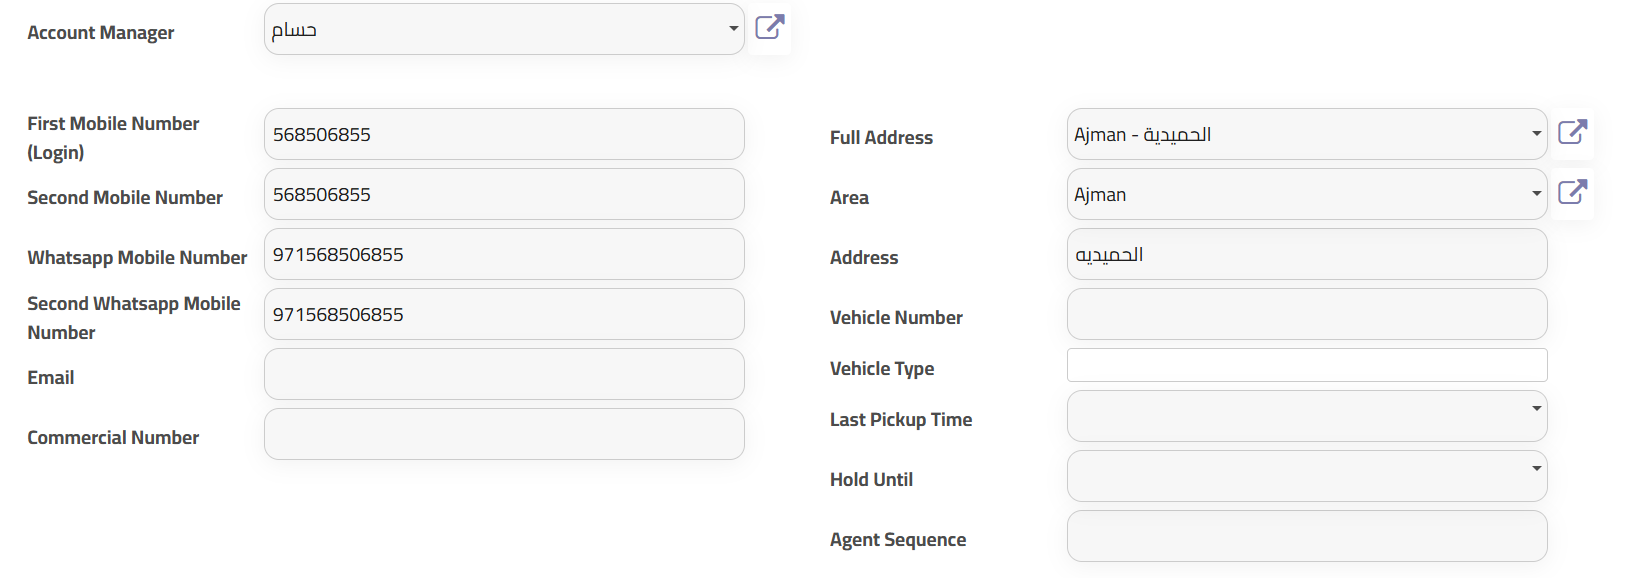 Account Manager
حسام
First Mobile Number
(Login)
568506855
Second Mobile Number
568506855
Whatsapp Mobile Number
971568506855
Second Whatsapp Mobile
Number
971568506855
Email
Commercial Number
Full Address
Ajman - الحميدية
Area
Ajman
Address
الحميديه
Vehicle Number
Vehicle Type
Last Pickup Time
Hold Until
Agent Sequence